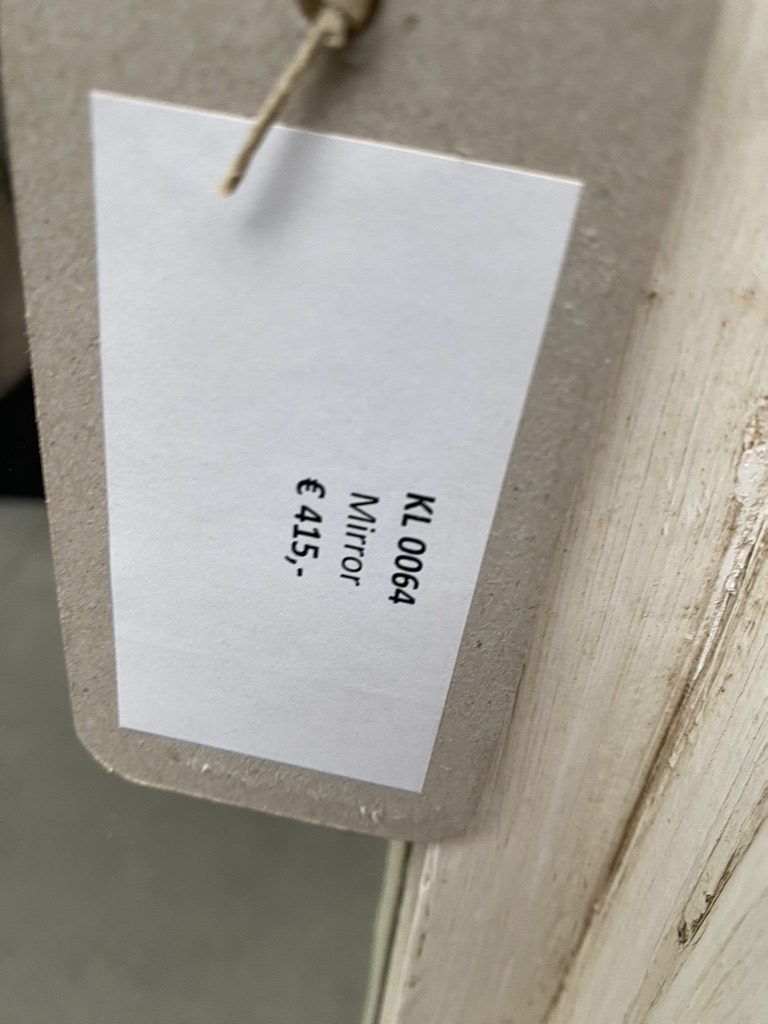 KL 0064
Mirror
€ 415,-